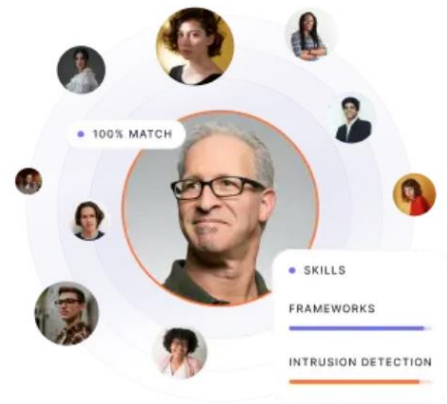 100% MATCH
SKILLS
FRAMEWORKS
INTRUSION DETECTION